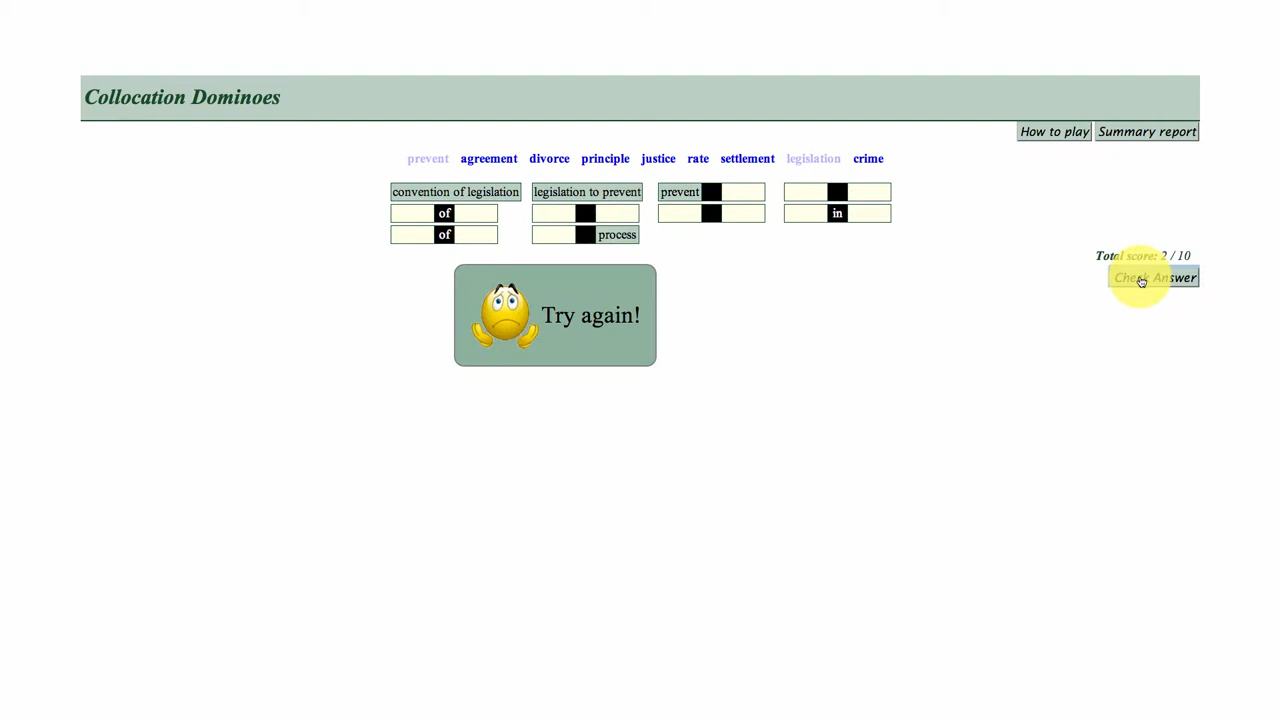 Collocation Dominoes
How to play Summary report
prevent agreement divorce principle justice rate settlement legislation crime
convention of legislation legislation to prevent prevent
of in
of process
Total score: 2 / 10
Check Answer
Try again!